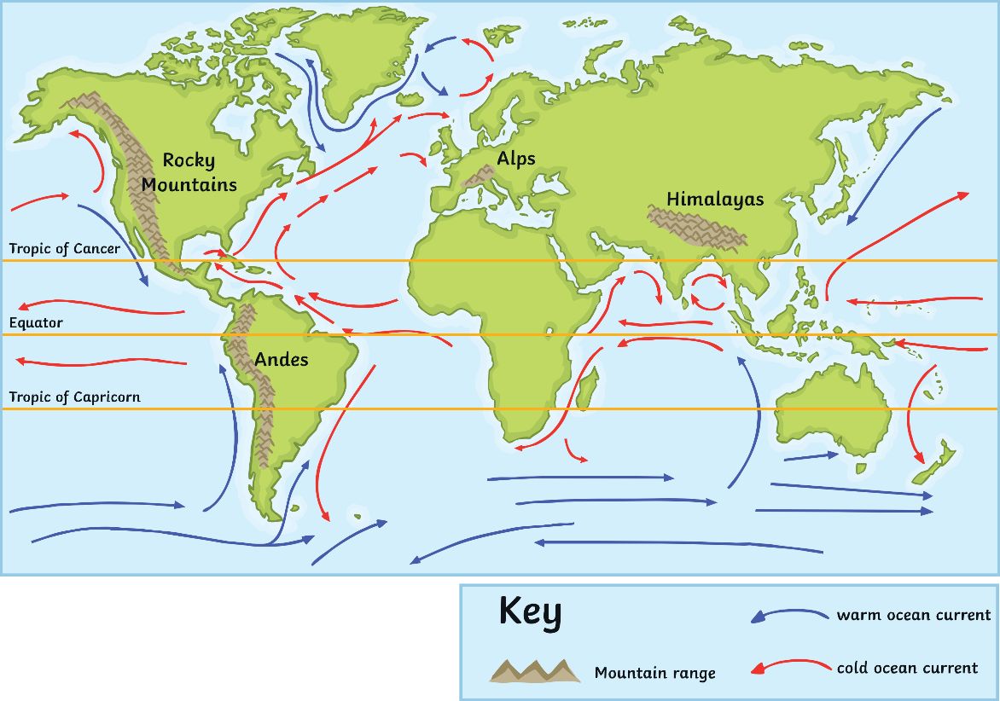 Rocky
Mountains
Alps
Himalayas
Tropic of Cancer
Equator
Andes
Tropic of Capricorn
Key
warm ocean current
Mountain range
cold ocean current